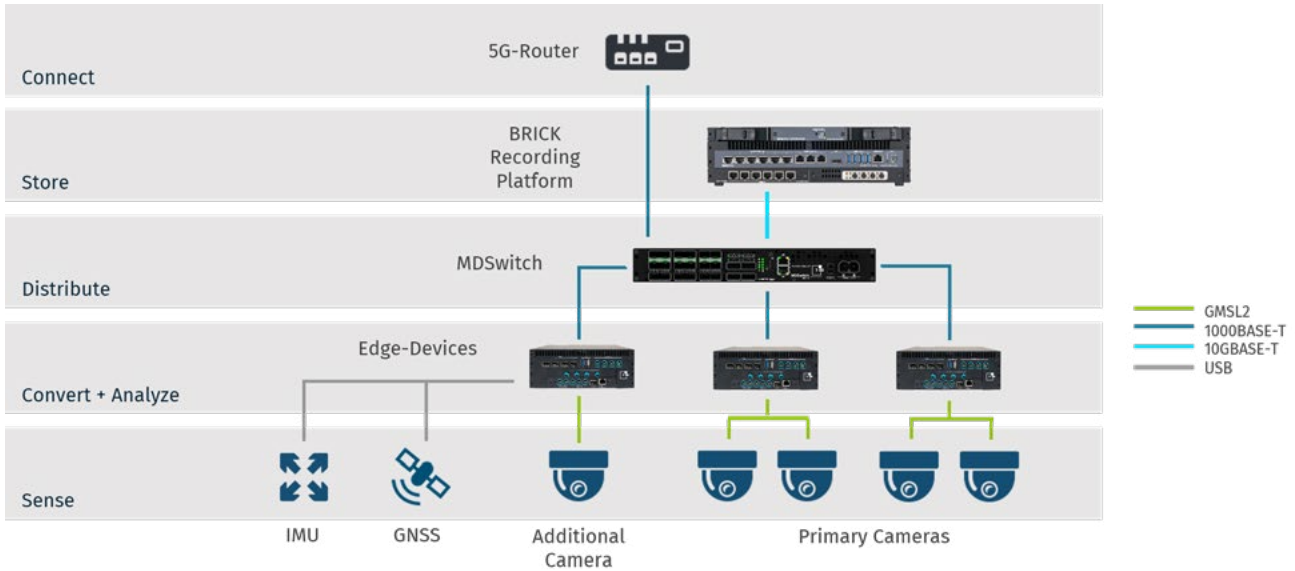 5G-Router
Connect
BRICK
Recording
Platform
Store
MDSwitch
Distribute
GMSL2
1000BASE-T
10GBASE-T
USB
Edge-Devices
Convert + Analyze
Sense
IMU
GNSS
Additional
Camera
Primary Cameras